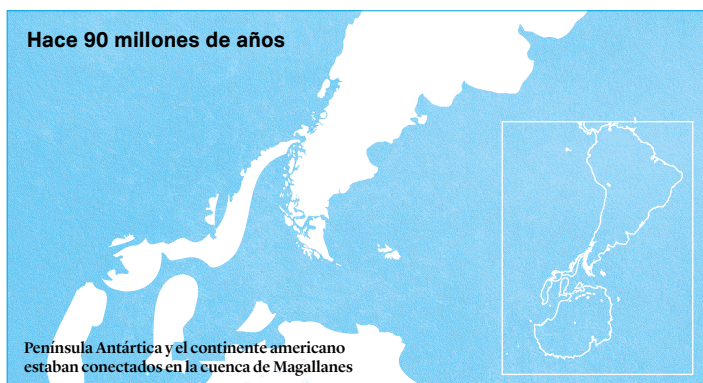 Hace 90 millones de años
Península Antártica y el continente americano
estaban conectados en la cuenca de Magallanes